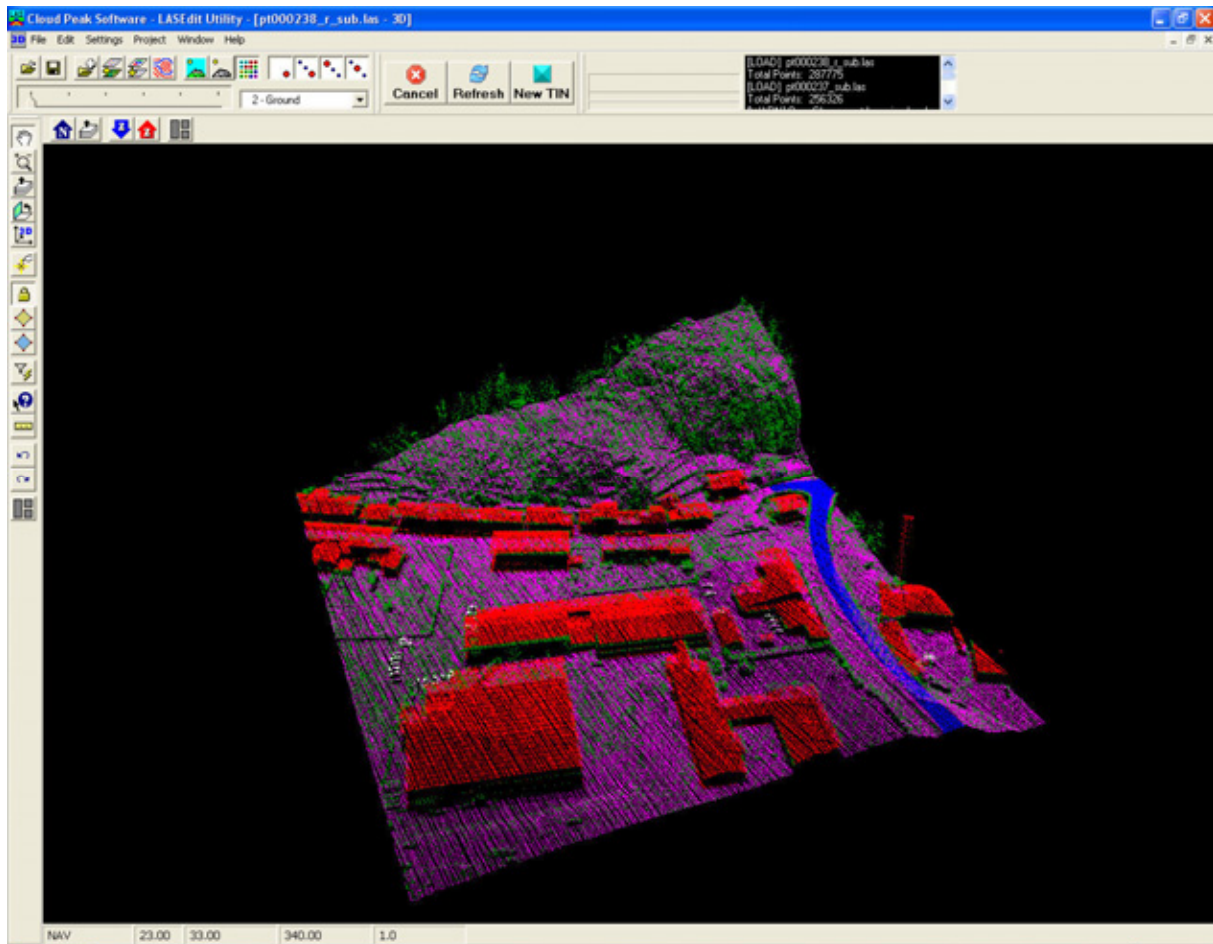 Cloud Peak Software - LASEdit Utility - [pt000238_r_sub.las - 3D]
3D File Edit Settings Project Window Help
2 - Ground
Cancel Refresh New TIN
[LOAD] pt000238_r_sub.las
Total Points: 287775
[LOAD] pt000237_sub.las
Total Points: 256326
N
Z Z
2D
NAV 23.00 33.00 340.00 1.0